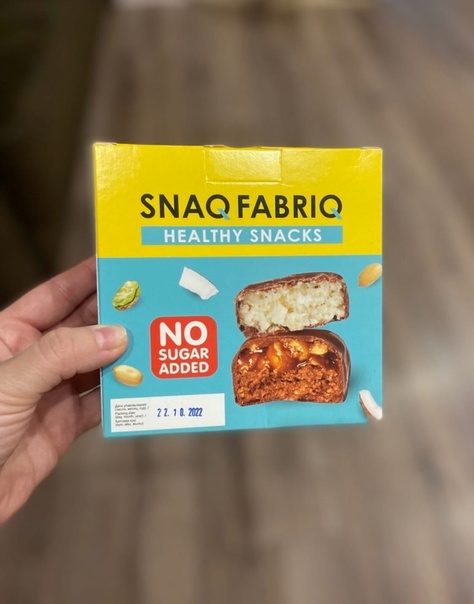 SNAQ FABRIQ
HEALTHY SNACKS
NO
SUGAR
ADDED
22.10.2022